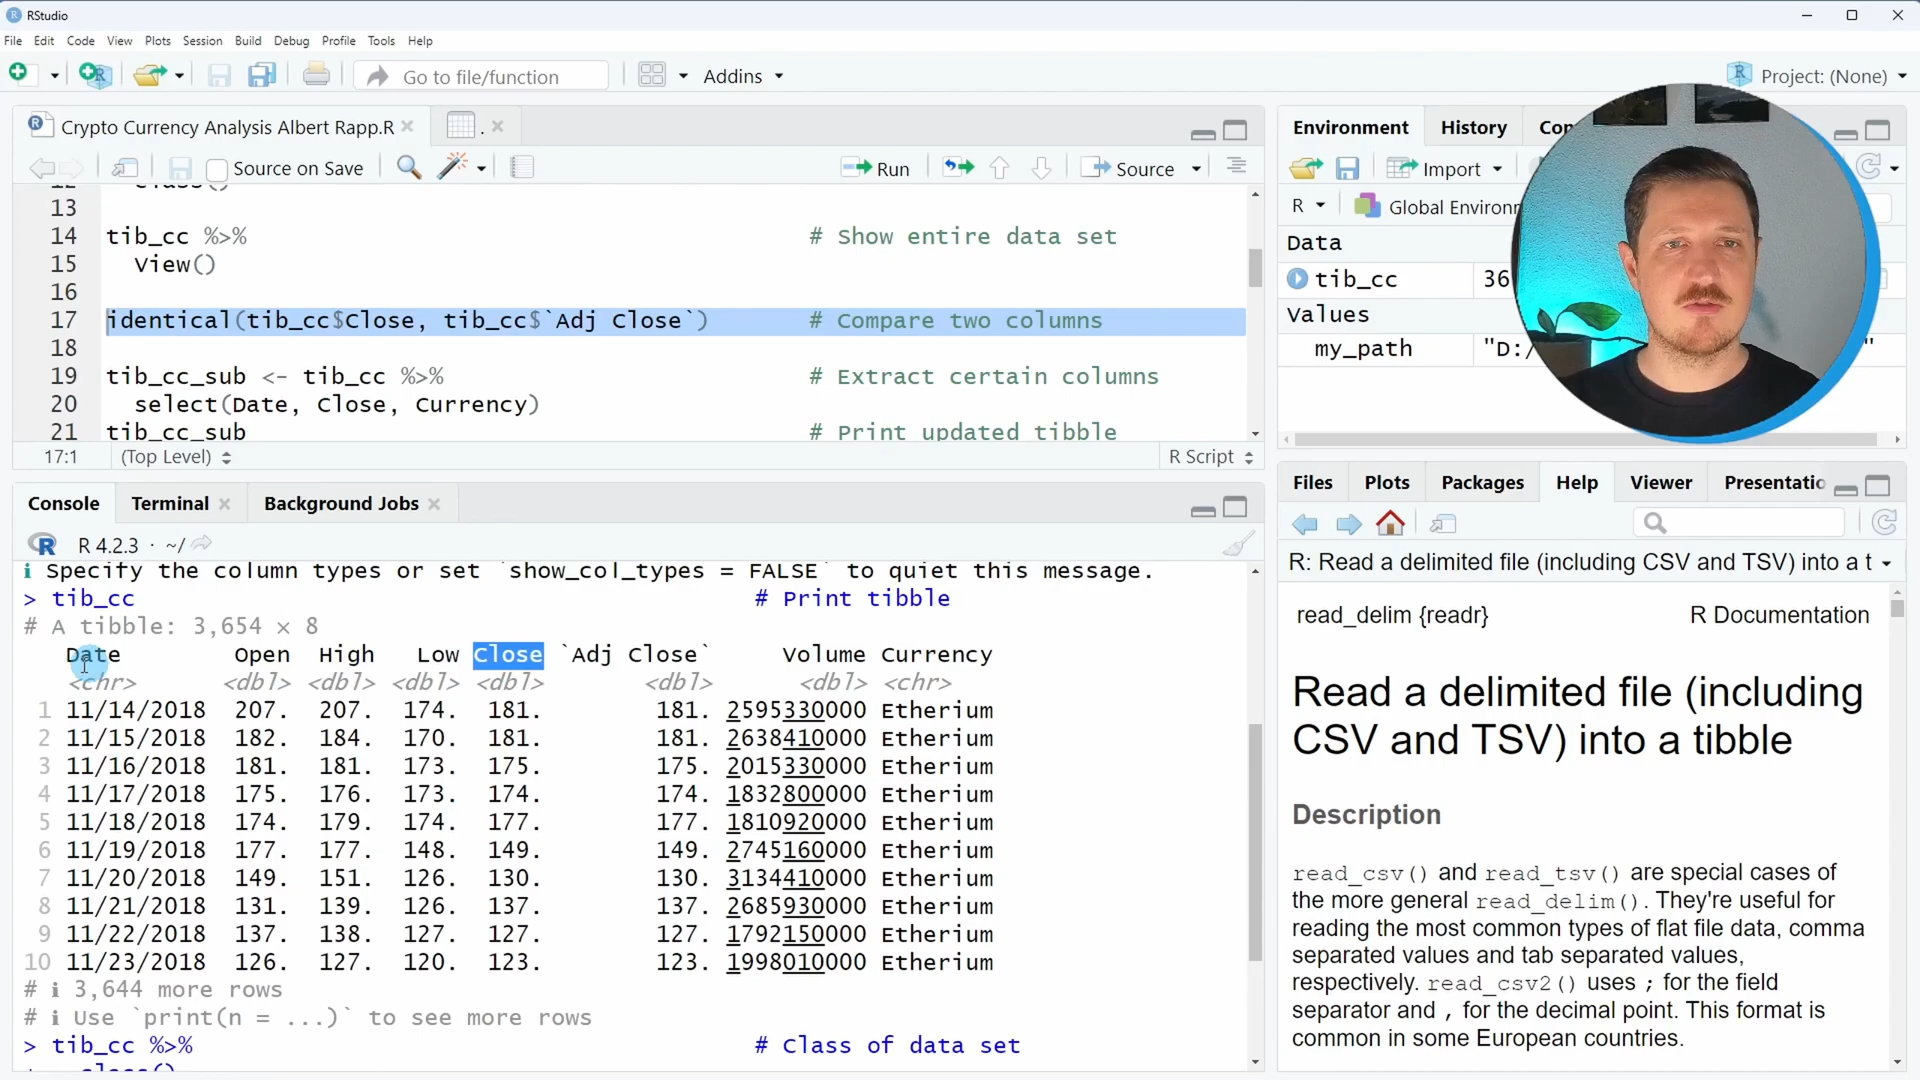 RStudio
File Edit Code View Plots Session Build Debug Profile Tools Help
Go to file/function Addins Project: (None)
Crypto Currency Analysis Albert Rapp.R .
Source on Save Run Source
13
14 tib_cc %>% # Show entire data set
15 View()
16
17 identical(tib_cc$Close, tib_cc$`Adj Close`) # Compare two columns
18
19 tib_cc_sub <- tib_cc %>% # Extract certain columns
20 select(Date, Close, Currency)
21 tib_cc_sub # Print updated tibble
17:1 (Top Level) R Script
Console Terminal Background Jobs
R 4.2.3 · ~/
ℹ Specify the column types or set `show_col_types = FALSE` to quiet this message.
> tib_cc # Print tibble
# A tibble: 3,654 × 8
Date Open High Low Close `Adj Close` Volume Currency
<chr> <dbl> <dbl> <dbl> <dbl> <dbl> <dbl> <chr>
1 11/14/2018 207. 207. 174. 181. 181. 2595330000 Etherium
2 11/15/2018 182. 184. 170. 181. 181. 2638410000 Etherium
3 11/16/2018 181. 181. 173. 175. 175. 2015330000 Etherium
4 11/17/2018 175. 176. 173. 174. 174. 1832800000 Etherium
5 11/18/2018 174. 179. 174. 177. 177. 1810920000 Etherium
6 11/19/2018 177. 177. 148. 149. 149. 2745160000 Etherium
7 11/20/2018 149. 151. 126. 130. 130. 3134410000 Etherium
8 11/21/2018 131. 139. 126. 137. 137. 2685930000 Etherium
9 11/22/2018 137. 138. 127. 127. 127. 1792150000 Etherium
10 11/23/2018 126. 127. 120. 123. 123. 1998010000 Etherium
# ℹ 3,644 more rows
# ℹ Use `print(n = ...)` to see more rows
> tib_cc %>% # Class of data set
+ class()
Environment History Con
Import
R Global Environ
Data
tib_cc 36
Values
my_path "D:/ "
Files Plots Packages Help Viewer Presentatio
R: Read a delimited file (including CSV and TSV) into a t
read_delim {readr} R Documentation
Read a delimited file (including
CSV and TSV) into a tibble
Description
read_csv() and read_tsv() are special cases of
the more general read_delim(). They're useful for
reading the most common types of flat file data, comma
separated values and tab separated values,
respectively. read_csv2() uses ; for the field
separator and , for the decimal point. This format is
common in some European countries.